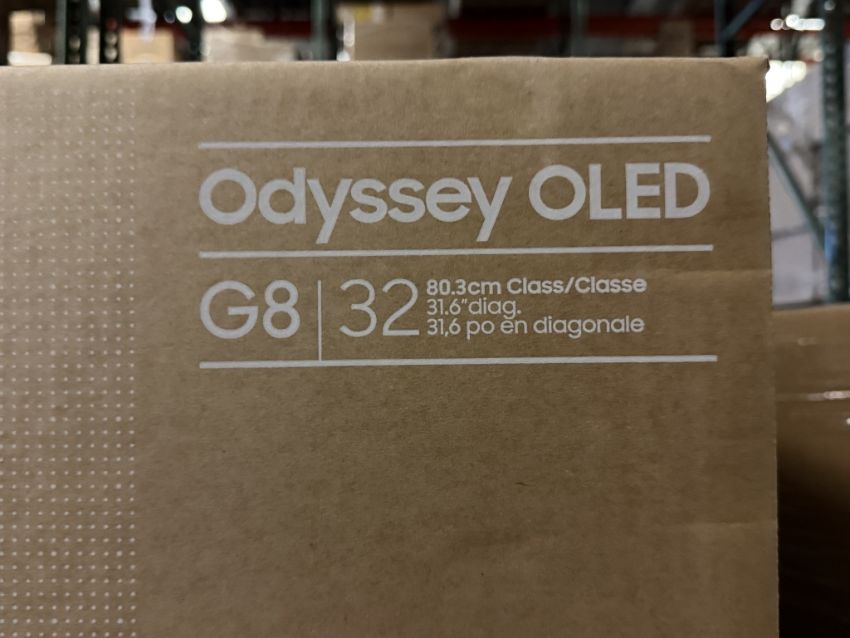 Odyssey OLED
G8 | 32
80.3cm Class/Classe
31.6"diag.
31,6 po en diagonale